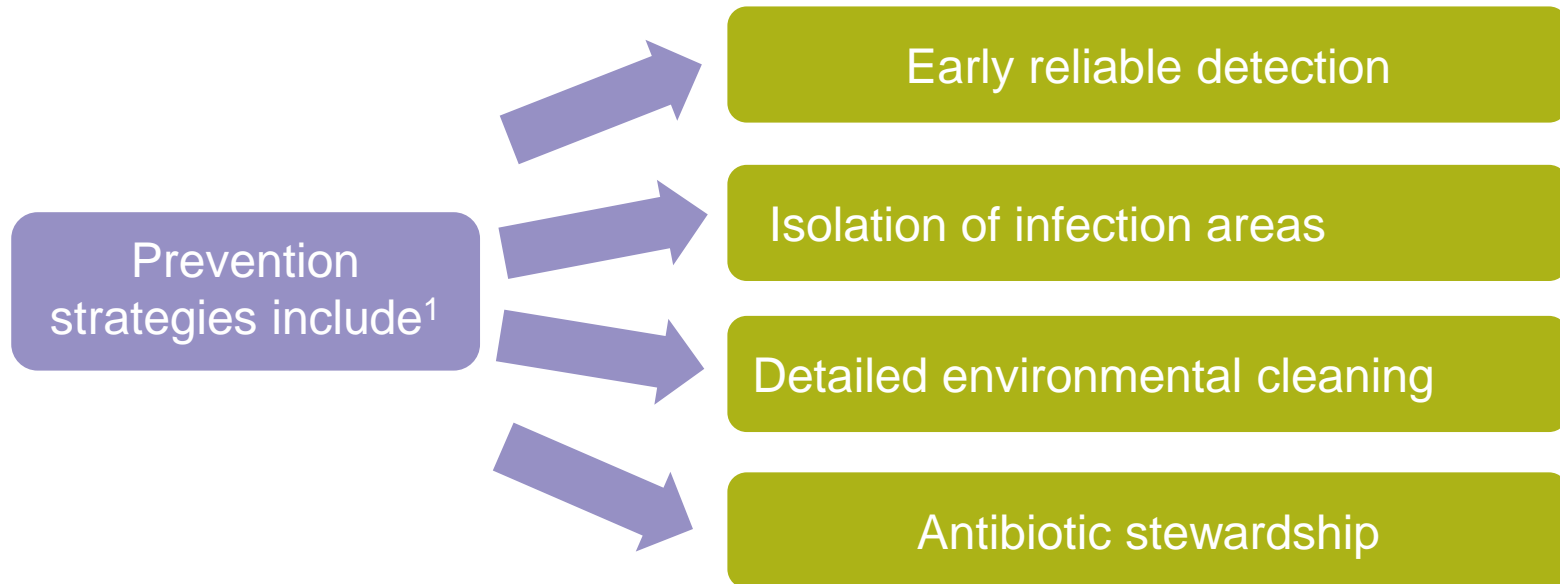 Prevention
strategies include¹
Early reliable detection
Isolation of infection areas
Detailed environmental cleaning
Antibiotic stewardship